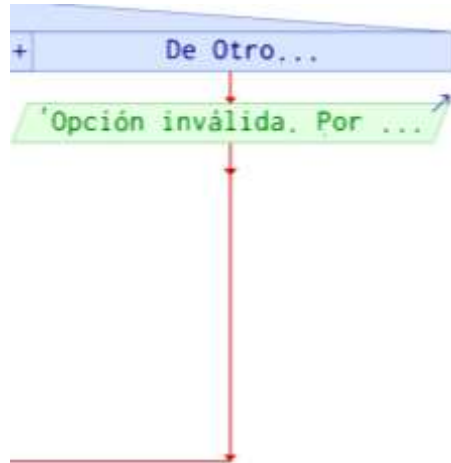 + De Otro...
'Opción inválida. Por ...